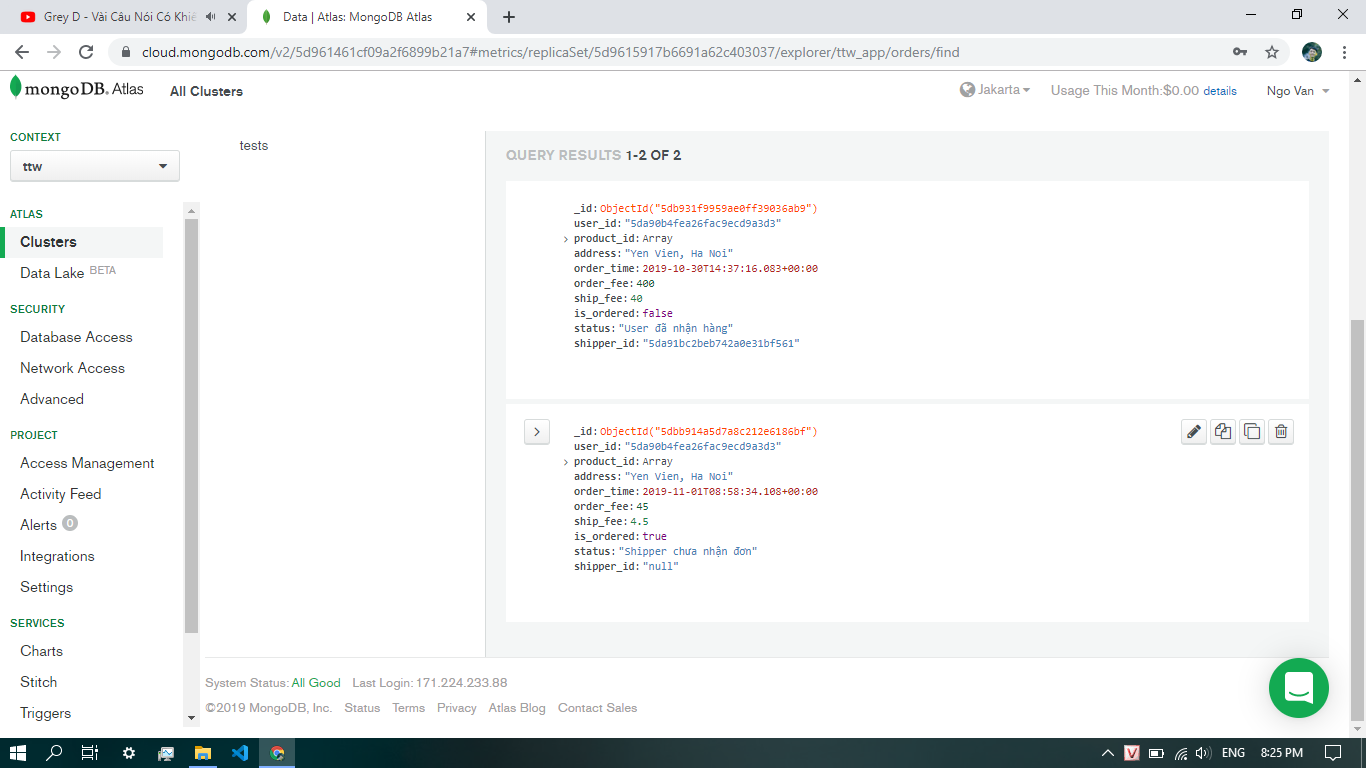 Grey D - Vài Câu Nói Có Khiế
Data | Atlas: MongoDB Atlas
cloud.mongodb.com/v2/5d961461cf09a2f6899b21a7#metrics/replicaSet/5d9615917b6691a62c403037/explorer/ttw_app/orders/find
mongoDB. Atlas
All Clusters
Jakarta
Usage This Month:$0.00 details
Ngo Van
CONTEXT
ttw
ATLAS
Clusters
Data Lake BETA
SECURITY
Database Access
Network Access
Advanced
PROJECT
Access Management
Activity Feed
Alerts 0
Integrations
Settings
SERVICES
Charts
Stitch
Triggers
tests
QUERY RESULTS 1-2 OF 2
_id: ObjectId("5db931f9959ae0ff39036ab9")
user_id: "5da90b4fea26fac9ecd9a3d3"
product_id: Array
address: "Yen Vien, Ha Noi"
order_time: 2019-10-30T14:37:16.083+00:00
order_fee: 400
ship_fee: 40
is_ordered: false
status: "User đã nhận hàng"
shipper_id: "5da91bc2beb742a0e31bf561"
_id: ObjectId("5dbb914a5d7a8c212e6186bf")
user_id: "5da90b4fea26fac9ecd9a3d3"
product_id: Array
address: "Yen Vien, Ha Noi"
order_time: 2019-11-01T08:58:34.108+00:00
order_fee: 45
ship_fee: 4.5
is_ordered: true
status: "Shipper chưa nhận đơn"
shipper_id: "null"
System Status: All Good Last Login: 171.224.233.88
©2019 MongoDB, Inc. Status Terms Privacy Atlas Blog Contact Sales
V
ENG
8:25 PM